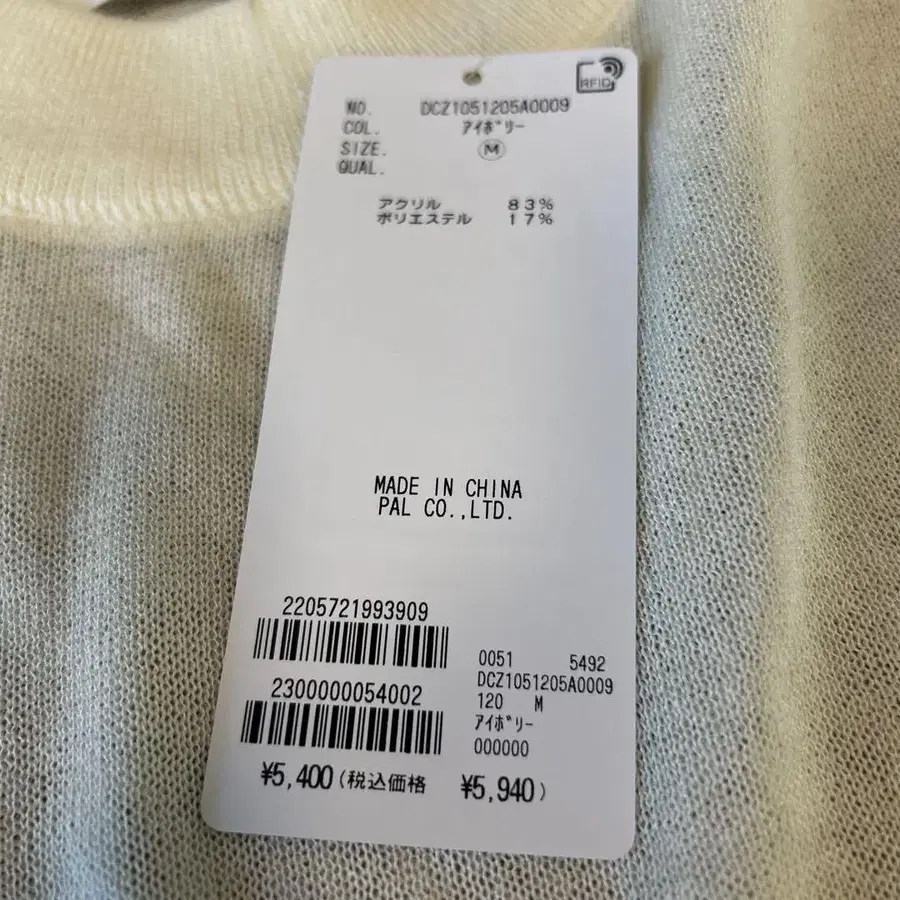 RFID
NO. DCZ1051205A0009
COL. アイボリー
SIZE. M
QUAL.
アクリル 83%
ポリエステル 17%
MADE IN CHINA
PAL CO.,LTD.
2205721993909
2300000054002
0051 5492
DCZ1051205A0009
120 M
アイボリー
000000
¥5,400(税込価格 ¥5,940)